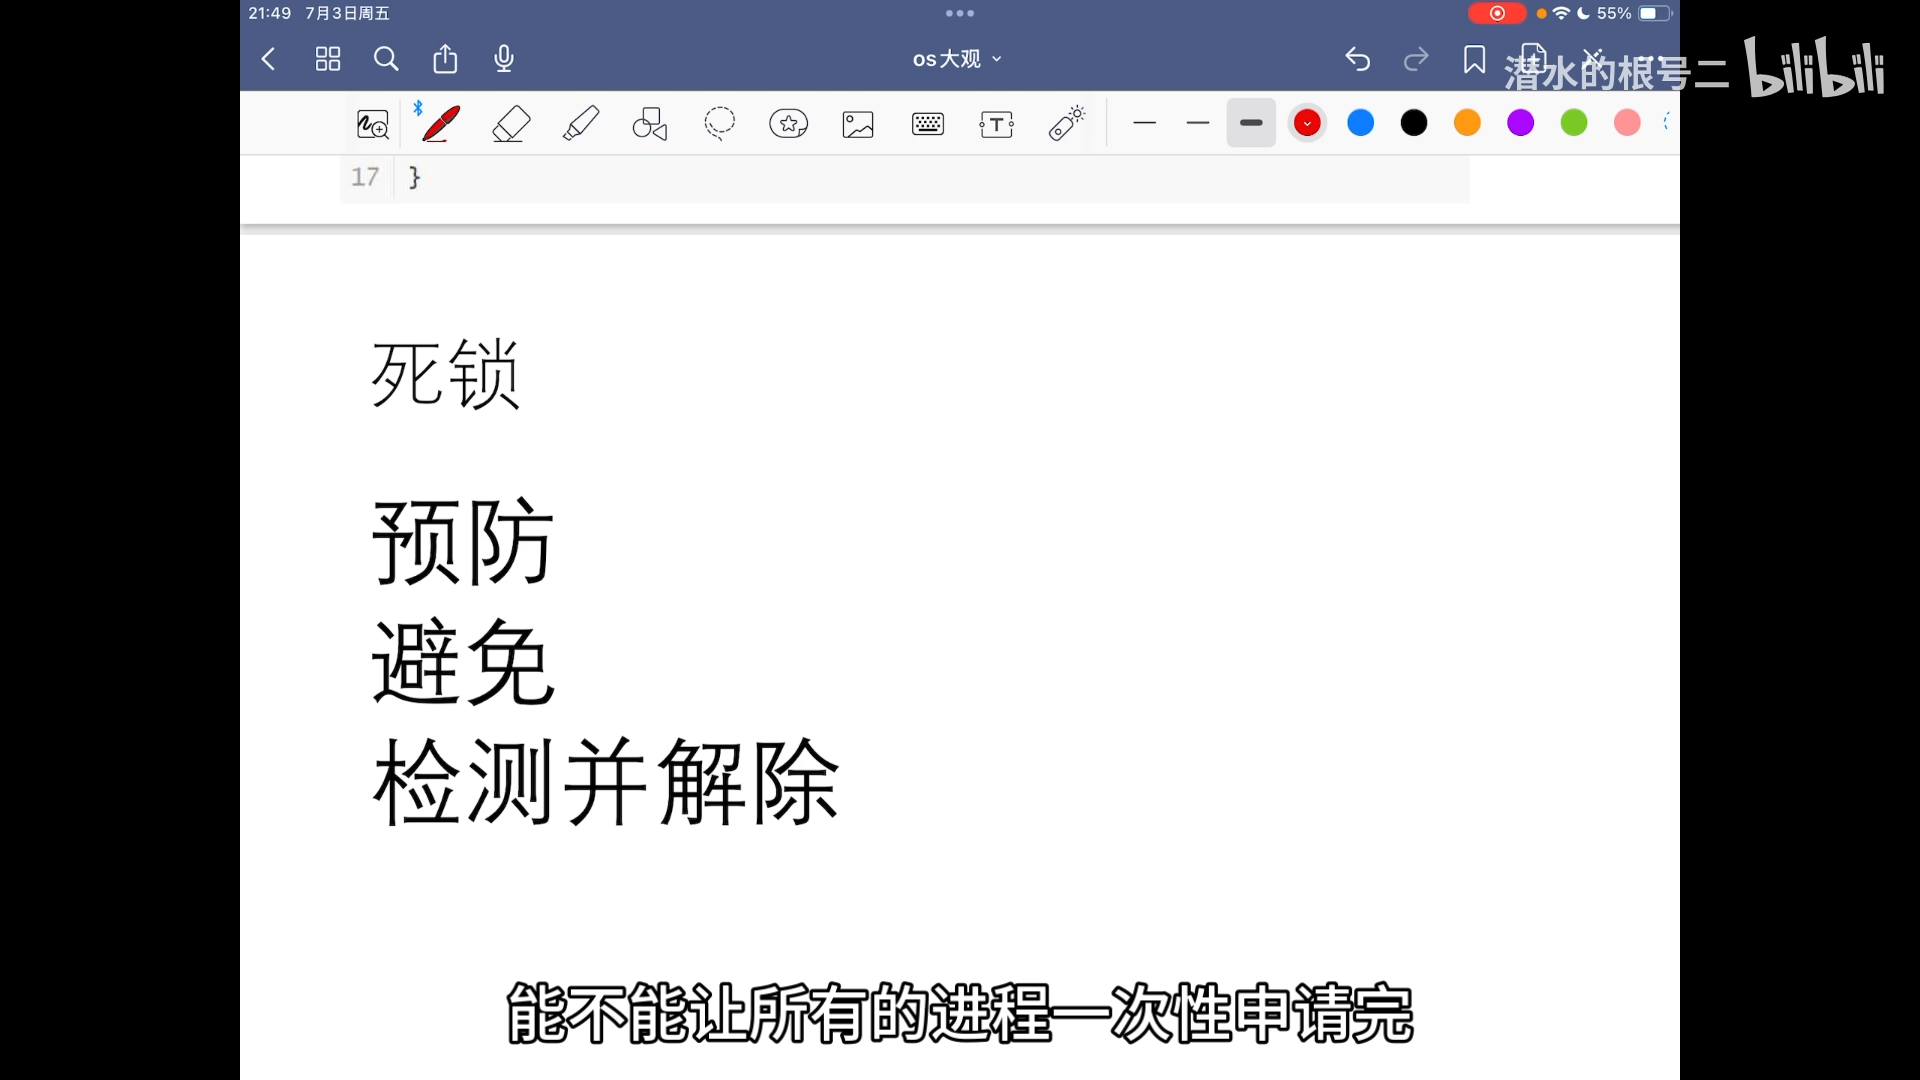 21:49 7月3日周五 55%
os大观
潜水的根号二 bilibili
T
17 }
死锁
预防
避免
检测并解除
能不能让所有的进程一次性申请完